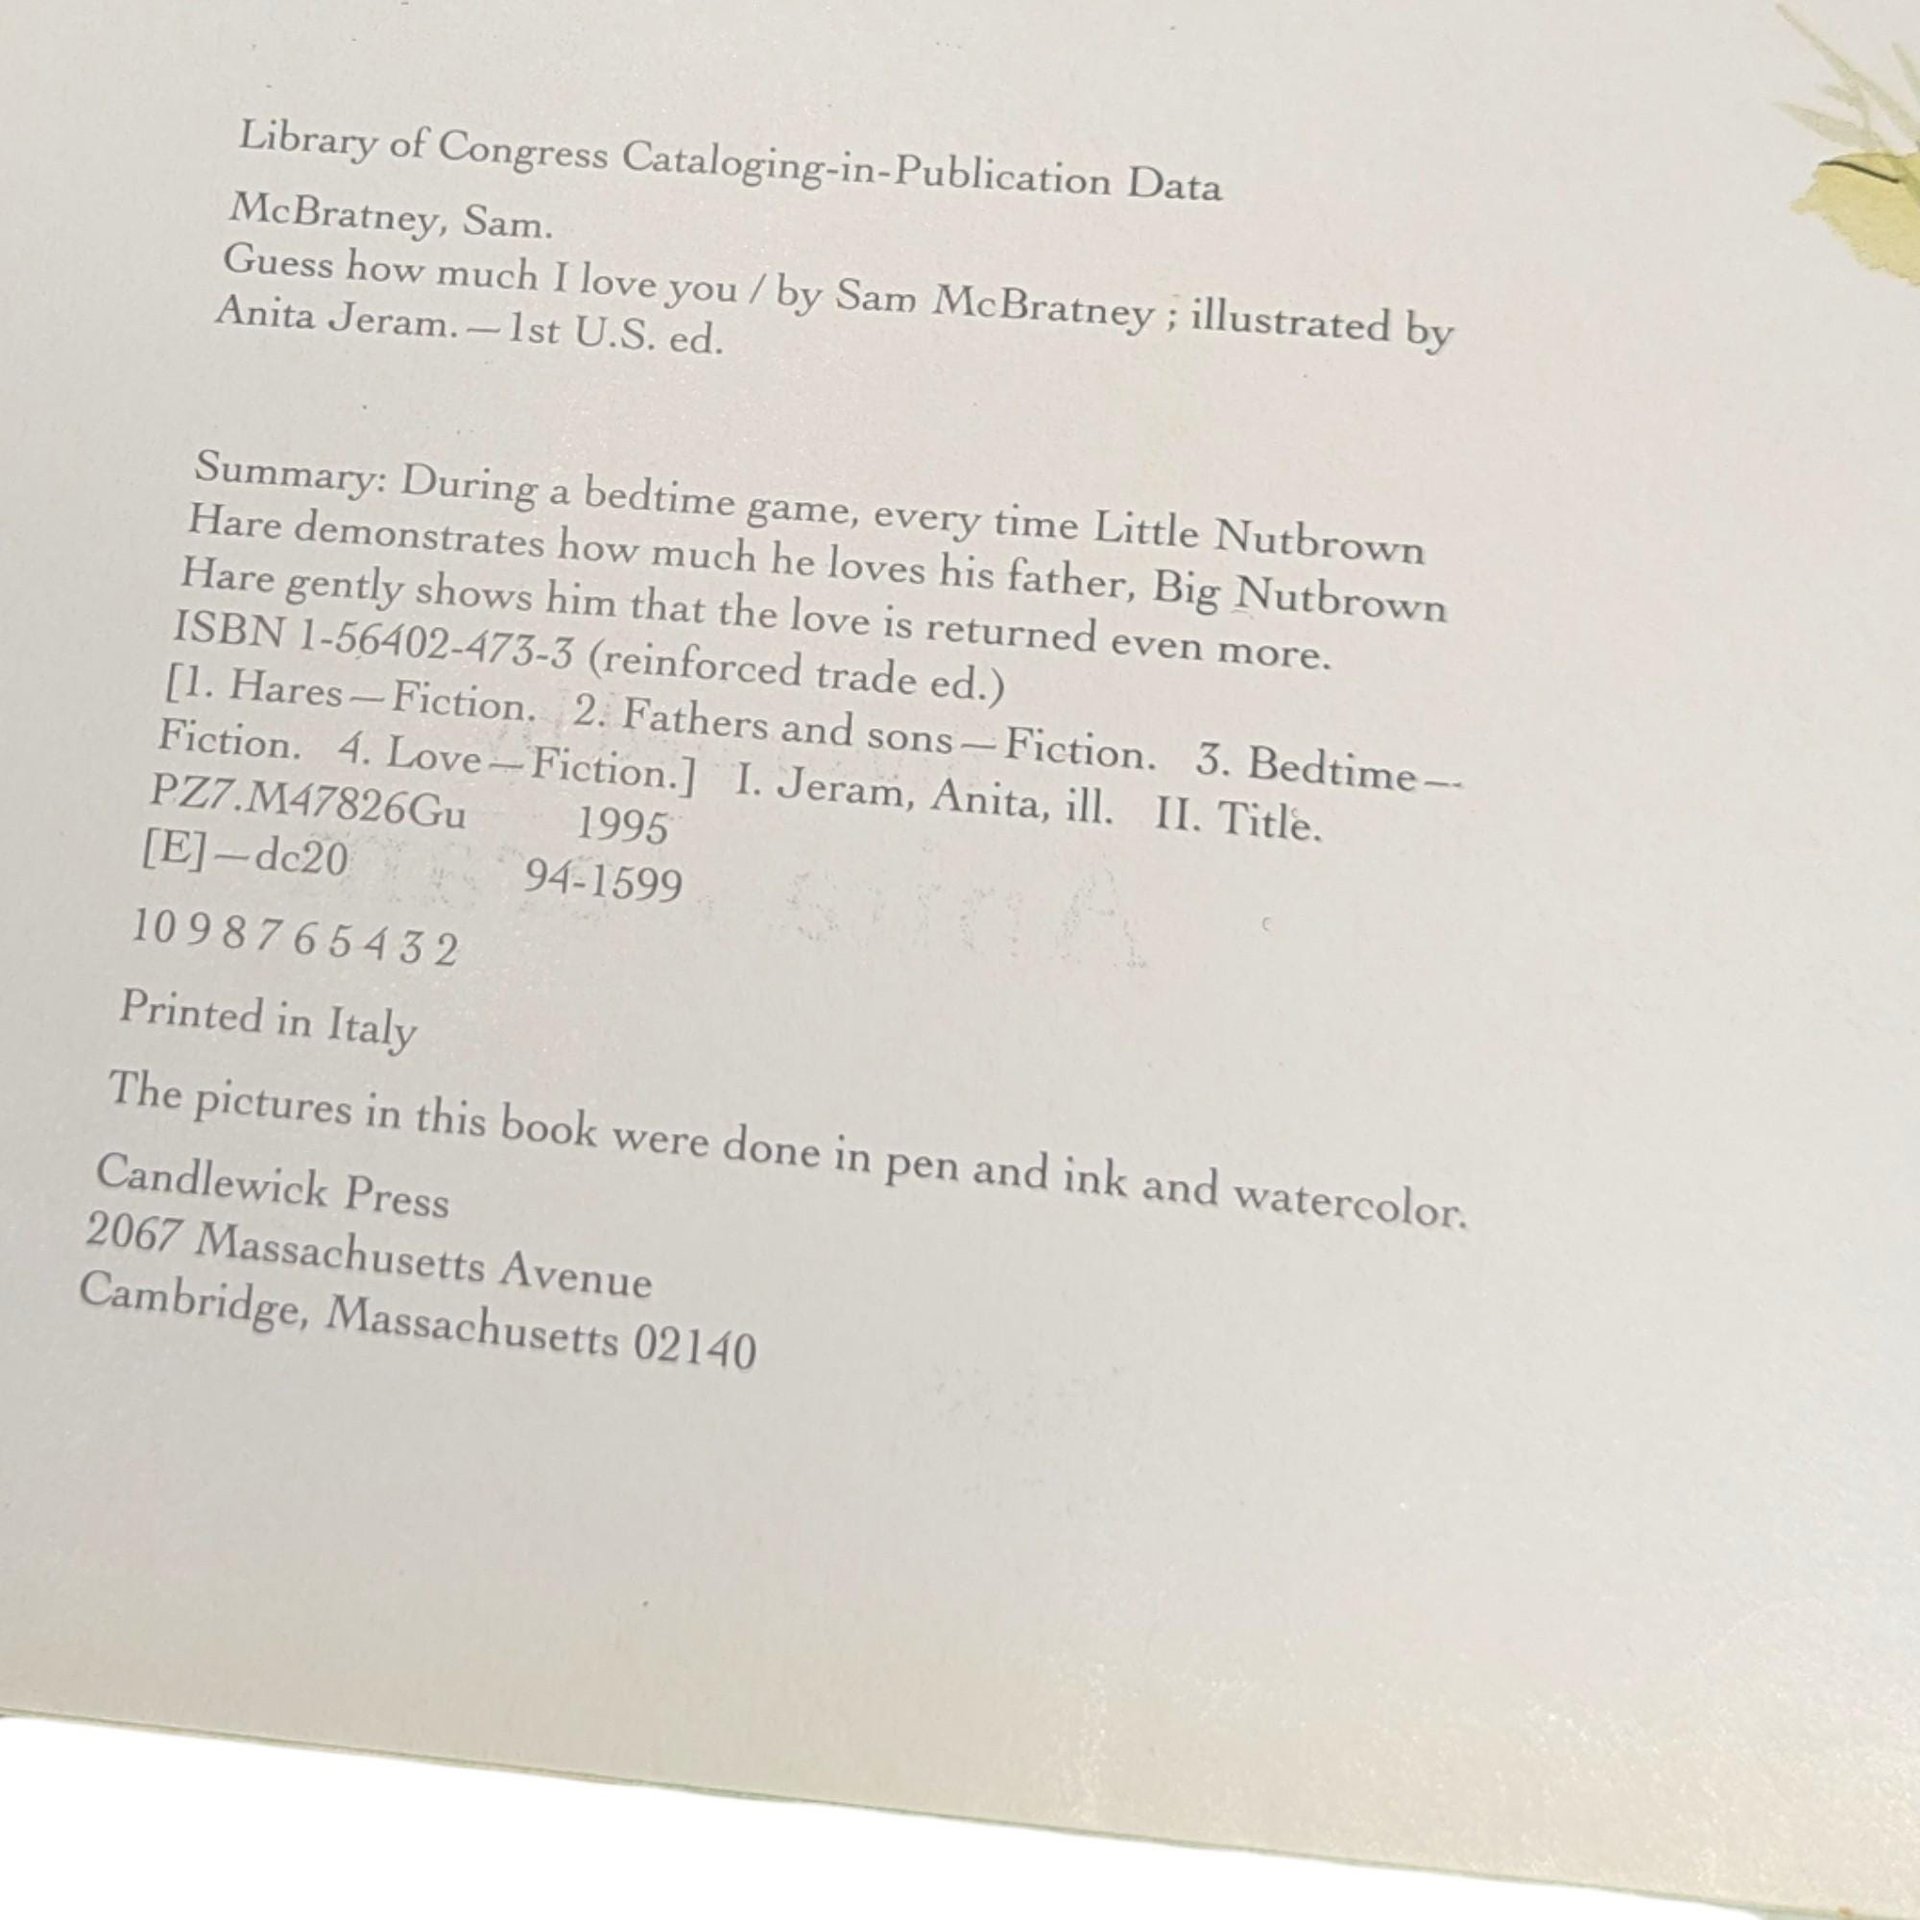 Library of Congress Cataloging-in-Publication Data
McBratney, Sam.
Guess how much I love you / by Sam McBratney ; illustrated by
Anita Jeram.—1st U.S. ed.
Summary: During a bedtime game, every time Little Nutbrown
Hare demonstrates how much he loves his father, Big Nutbrown
Hare gently shows him that the love is returned even more.
ISBN 1-56402-473-3 (reinforced trade ed.)
[1. Hares—Fiction. 2. Fathers and sons—Fiction. 3. Bedtime—
Fiction. 4. Love—Fiction.] I. Jeram, Anita, ill. II. Title.
PZ7.M47826Gu 1995
[E]—dc20 94-1599
10 9 8 7 6 5 4 3 2
Printed in Italy
The pictures in this book were done in pen and ink and watercolor.
Candlewick Press
2067 Massachusetts Avenue
Cambridge, Massachusetts 02140